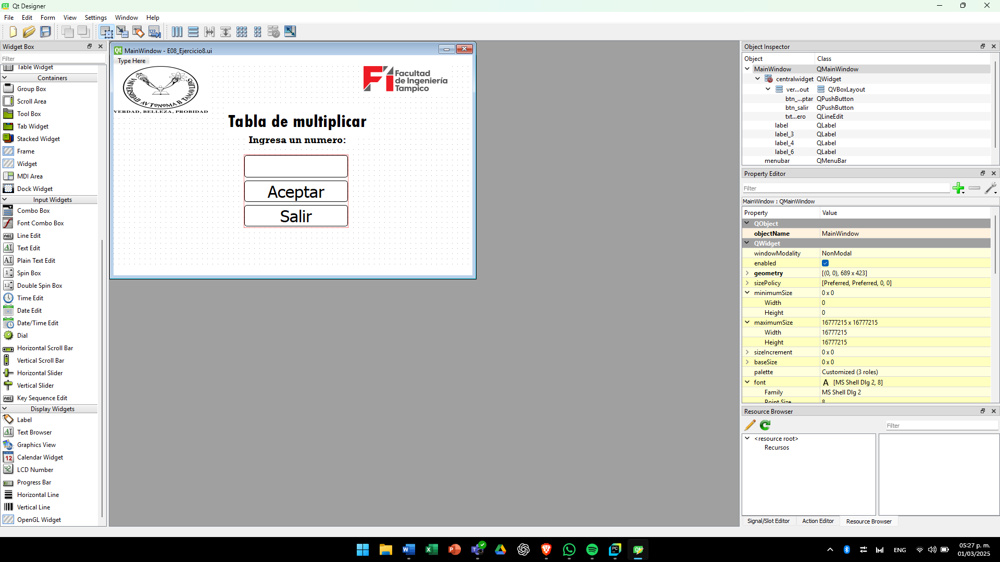 Qt Designer
File Edit Form View Settings Window Help
Widget Box
Filter
Table Widget
Containers
Group Box
Scroll Area
Tool Box
Tab Widget
Stacked Widget
Frame
Widget
MDI Area
Dock Widget
Input Widgets
Combo Box
Font Combo Box
Line Edit
Text Edit
Plain Text Edit
Spin Box
Double Spin Box
Time Edit
Date Edit
Date/Time Edit
Dial
Horizontal Scroll Bar
Vertical Scroll Bar
Horizontal Slider
Vertical Slider
Key Sequence Edit
Display Widgets
Label
Text Browser
Graphics View
Calendar Widget
LCD Number
Progress Bar
Horizontal Line
Vertical Line
OpenGL Widget
MainWindow - E08_Ejercicio8.ui
Type Here
VNIVERSIDAD AVTONOMA D TAMAVLIPAS
VERDAD, BELLEZA, PROBIDAD
Fi
Facultad
de Ingeniería
Tampico
Tabla de multiplicar
Ingresa un numero:
Aceptar
Salir
Object Inspector
Object Class
MainWindow QMainWindow
centralwidget QWidget
ver...out QVBoxLayout
btn_...ptar QPushButton
btn_salir QPushButton
txt...ero QLineEdit
label QLabel
label_3 QLabel
label_4 QLabel
label_6 QLabel
menubar QMenuBar
Property Editor
Filter
MainWindow : QMainWindow
Property Value
QObject
objectName MainWindow
QWidget
windowModality NonModal
enabled
geometry [(0, 0), 689 x 423]
sizePolicy [Preferred, Preferred, 0, 0]
minimumSize 0 x 0
Width 0
Height 0
maximumSize 16777215 x 16777215
Width 16777215
Height 16777215
sizeIncrement 0 x 0
baseSize 0 x 0
palette Customized (3 roles)
font A [MS Shell Dlg 2, 8]
Family MS Shell Dlg 2
Point Size 8
Resource Browser
Filter
<resource root>
Recursos
Signal/Slot Editor Action Editor Resource Browser
ENG
05:27 p. m.
01/03/2025